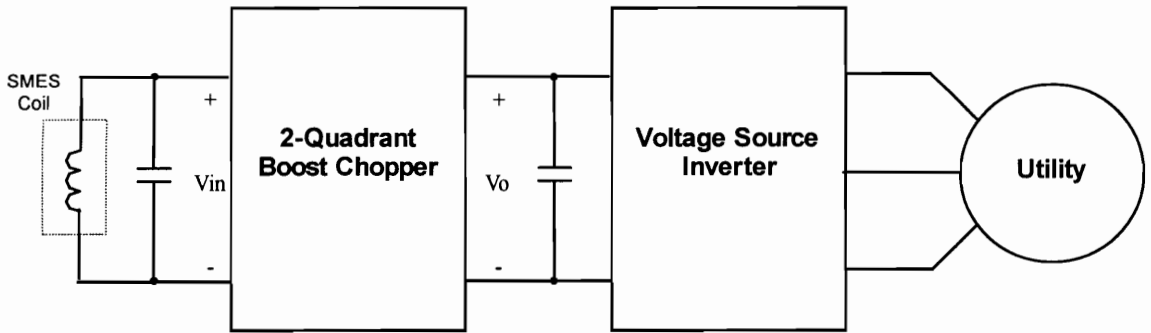 SMES
Coil
+
Vin
-
2-Quadrant
Boost Chopper
+
Vo
-
Voltage Source
Inverter
Utility